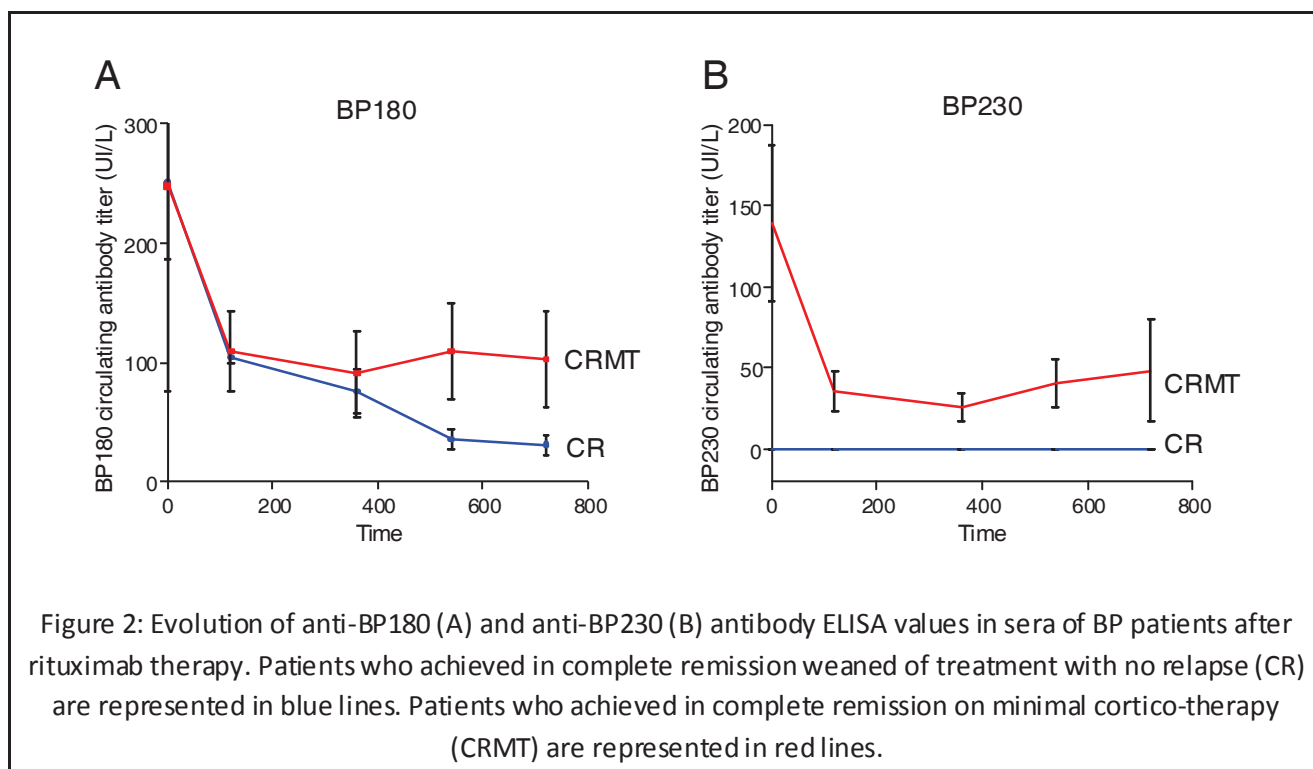 A
BP180
BP180 circulating antibody titer (UI/L)
300
200
100
0
0
200
400
600
800
Time
CRMT
CR
B
BP230
BP230 circulating antibody titer (UI/L)
200
150
100
50
0
0
200
400
600
800
Time
CRMT
CR
Figure 2: Evolution of anti-BP180 (A) and anti-BP230 (B) antibody ELISA values in sera of BP patients after
rituximab therapy. Patients who achieved in complete remission weaned of treatment with no relapse (CR)
are represented in blue lines. Patients who achieved in complete remission on minimal cortico-therapy
(CRMT) are represented in red lines.